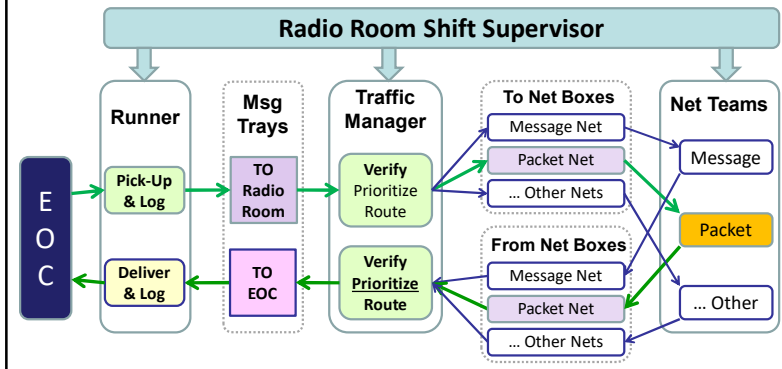 Radio Room Shift Supervisor
Runner
Msg
Trays
Traffic
Manager
To Net Boxes
Net Teams
E
O
C
Pick-Up
& Log
TO
Radio
Room
Verify
Prioritize
Route
Message Net
Packet Net
... Other Nets
Message
Packet
... Other
Deliver
& Log
TO
EOC
Verify
Prioritize
Route
From Net Boxes
Message Net
Packet Net
... Other Nets